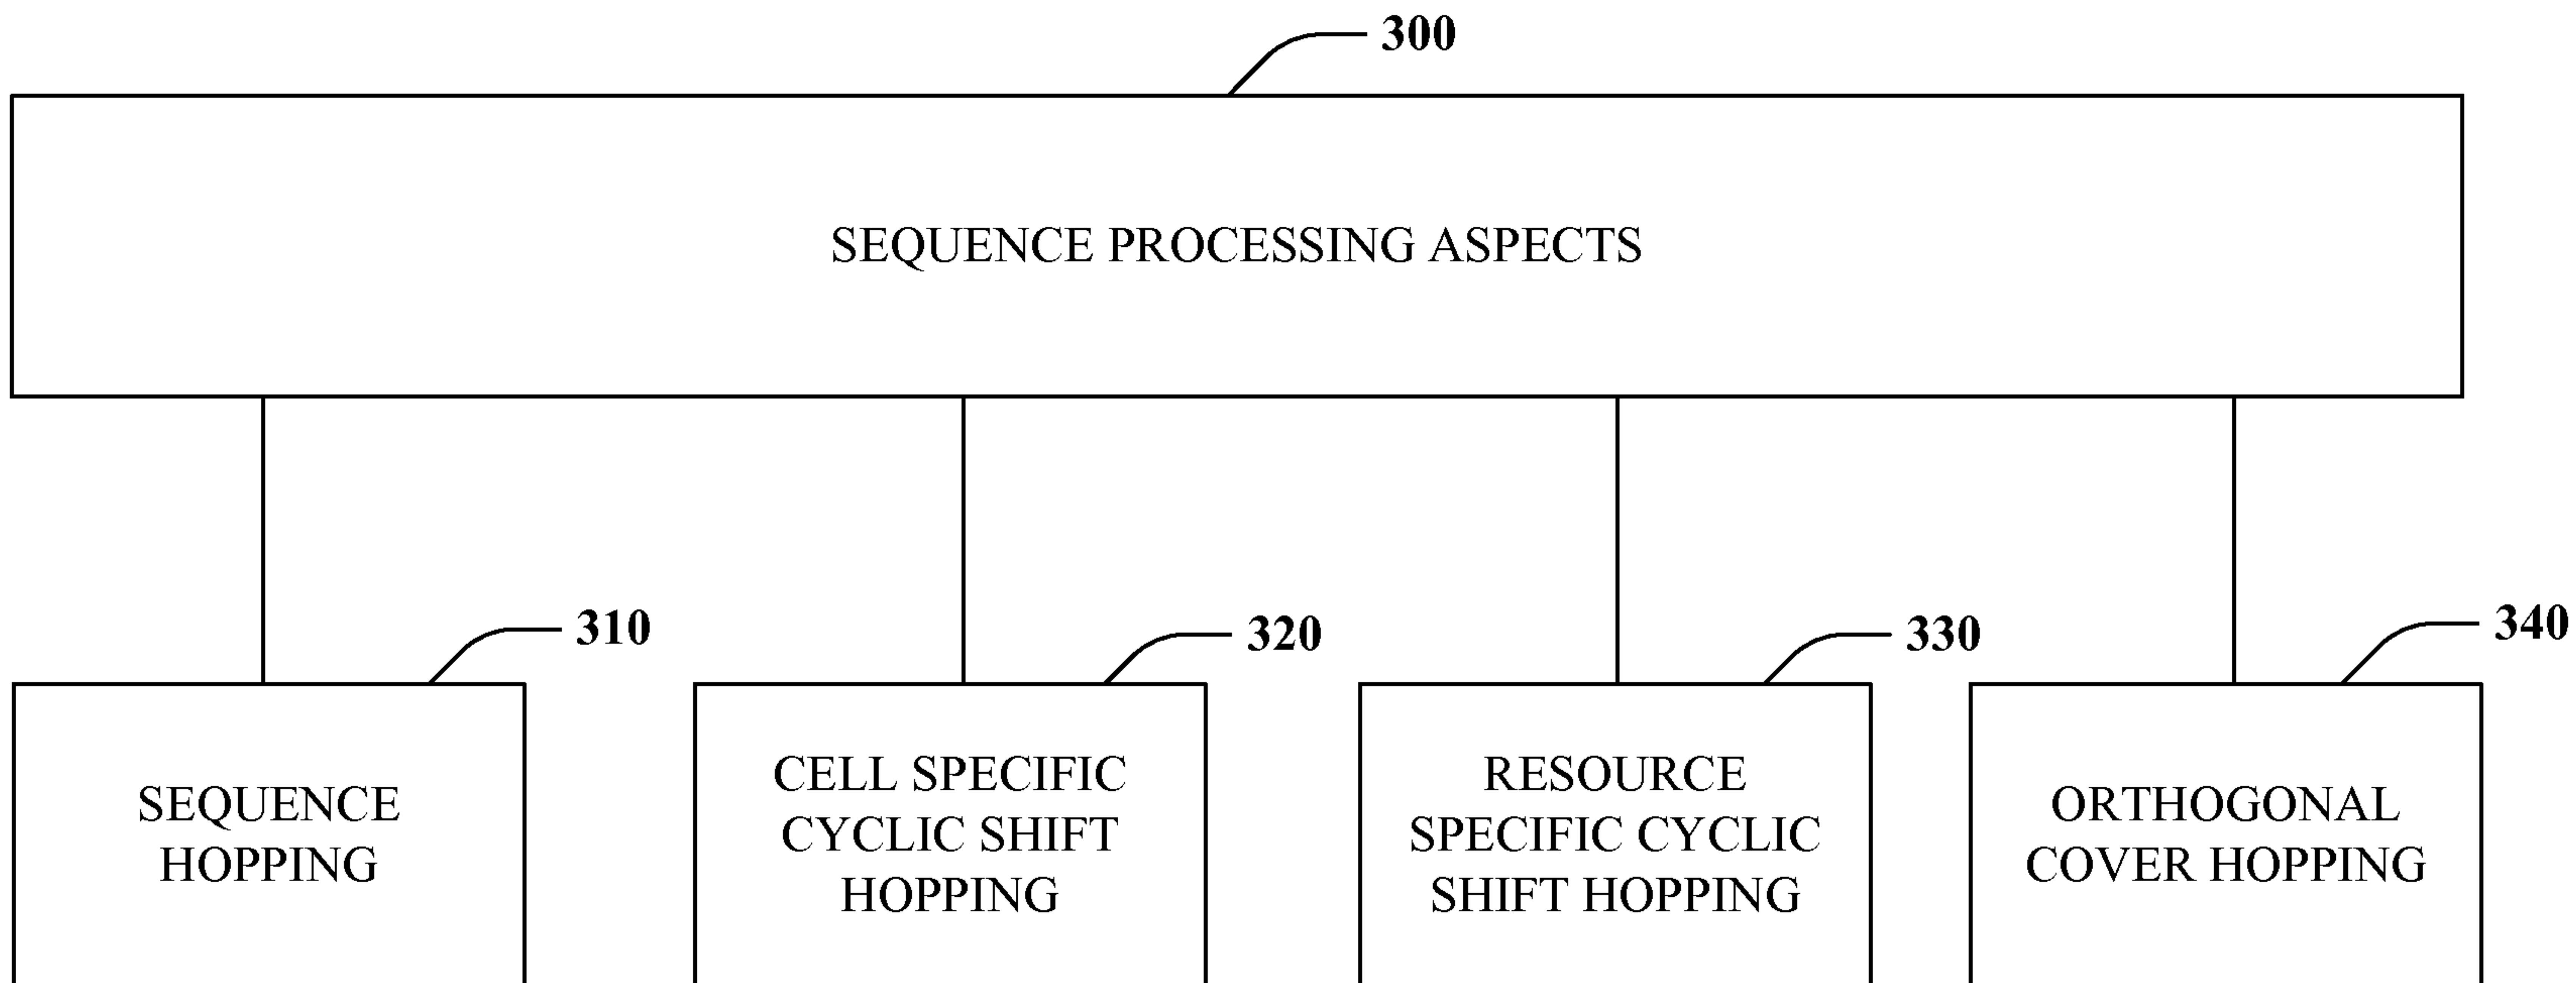 300
SEQUENCE PROCESSING ASPECTS
310
320
330
340
SEQUENCE
HOPPING
CELL SPECIFIC
CYCLIC SHIFT
HOPPING
RESOURCE
SPECIFIC CYCLIC
SHIFT HOPPING
ORTHOGONAL
COVER HOPPING